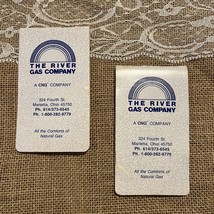 THE RIVER
GAS COMPANY
A CNG COMPANY
324 Fourth St.
Marietta, Ohio 45750
Ph. 614/373-6545
Ph. 1-800-282-9779
All the Comforts of
Natural Gas
THE RIVER
GAS COMPANY
A CNG COMPANY
324 Fourth St.
Marietta, Ohio 45750
Ph. 614/373-6545
Ph. 1-800-282-9779
All the Comforts of
Natural Gas